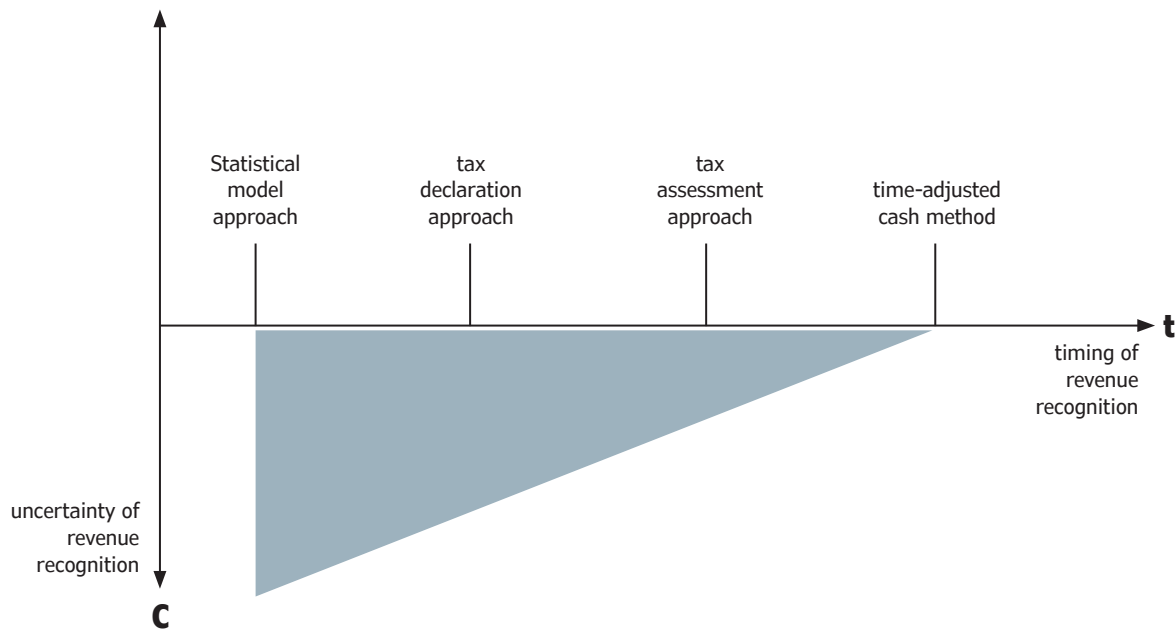 Statistical
model
approach
tax
declaration
approach
tax
assessment
approach
time-adjusted
cash method
t
timing of
revenue
recognition
uncertainty of
revenue
recognition
C